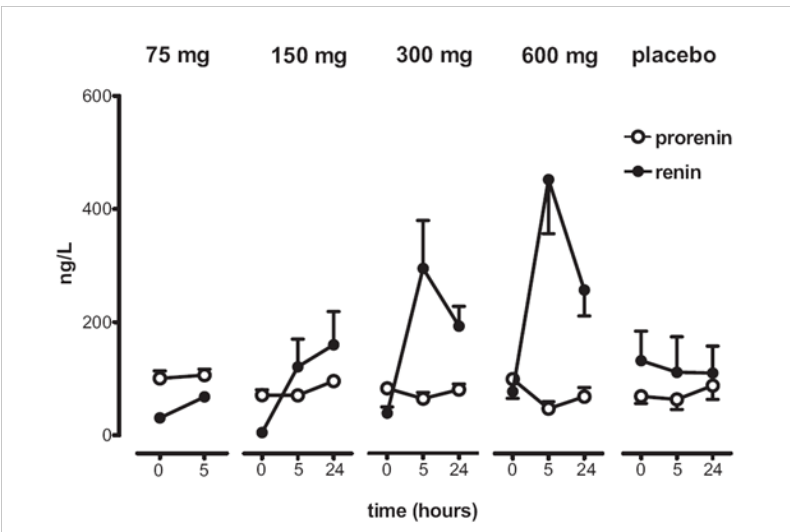 75 mg 150 mg 300 mg 600 mg placebo
600
prorenin
renin
400
ng/L
200
0
0 5 0 5 24 0 5 24 0 5 24 0 5 24
time (hours)